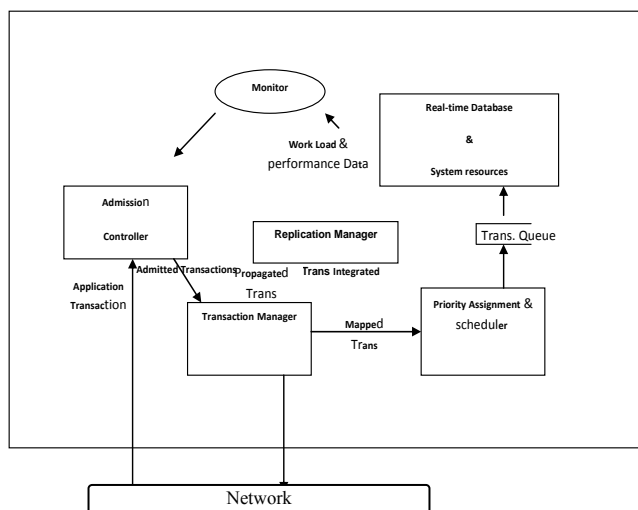 Monitor
Real-time Database
&
System resources
Work Load &
performance Data
Admission
Controller
Replication Manager
Trans. Queue
Admitted Transactions
Propagated
Trans Integrated
Trans
Application
Transaction
Transaction Manager
Mapped
Trans
Priority Assignment &
scheduler
Network